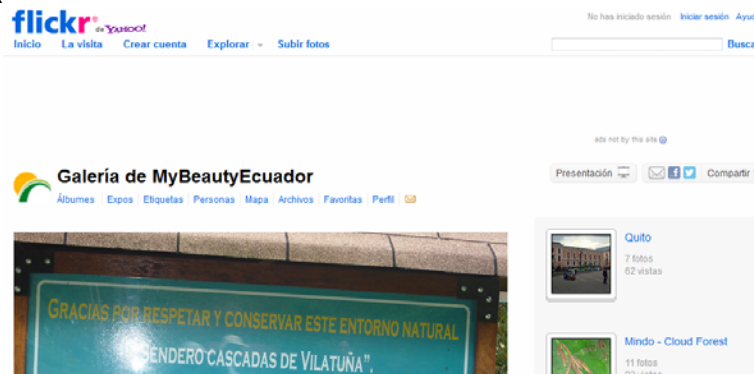 flickr de YAHOO!
No has iniciado sesión Iniciar sesión
Inicio La visita Crear cuenta Explorar Subir fotos
ads not by this site
Galería de MyBeautyEcuador
Presentación Compartir
Álbumes Expos Etiquetas Personas Mapa Archivos Favoritas Perfil
Quito
7 fotos
62 vistas
GRACIAS POR RESPETAR Y CONSERVAR ESTE ENTORNO NATURAL
SENDERO CASCADAS DE VILATUÑA".
Mindo - Cloud Forest
11 fotos